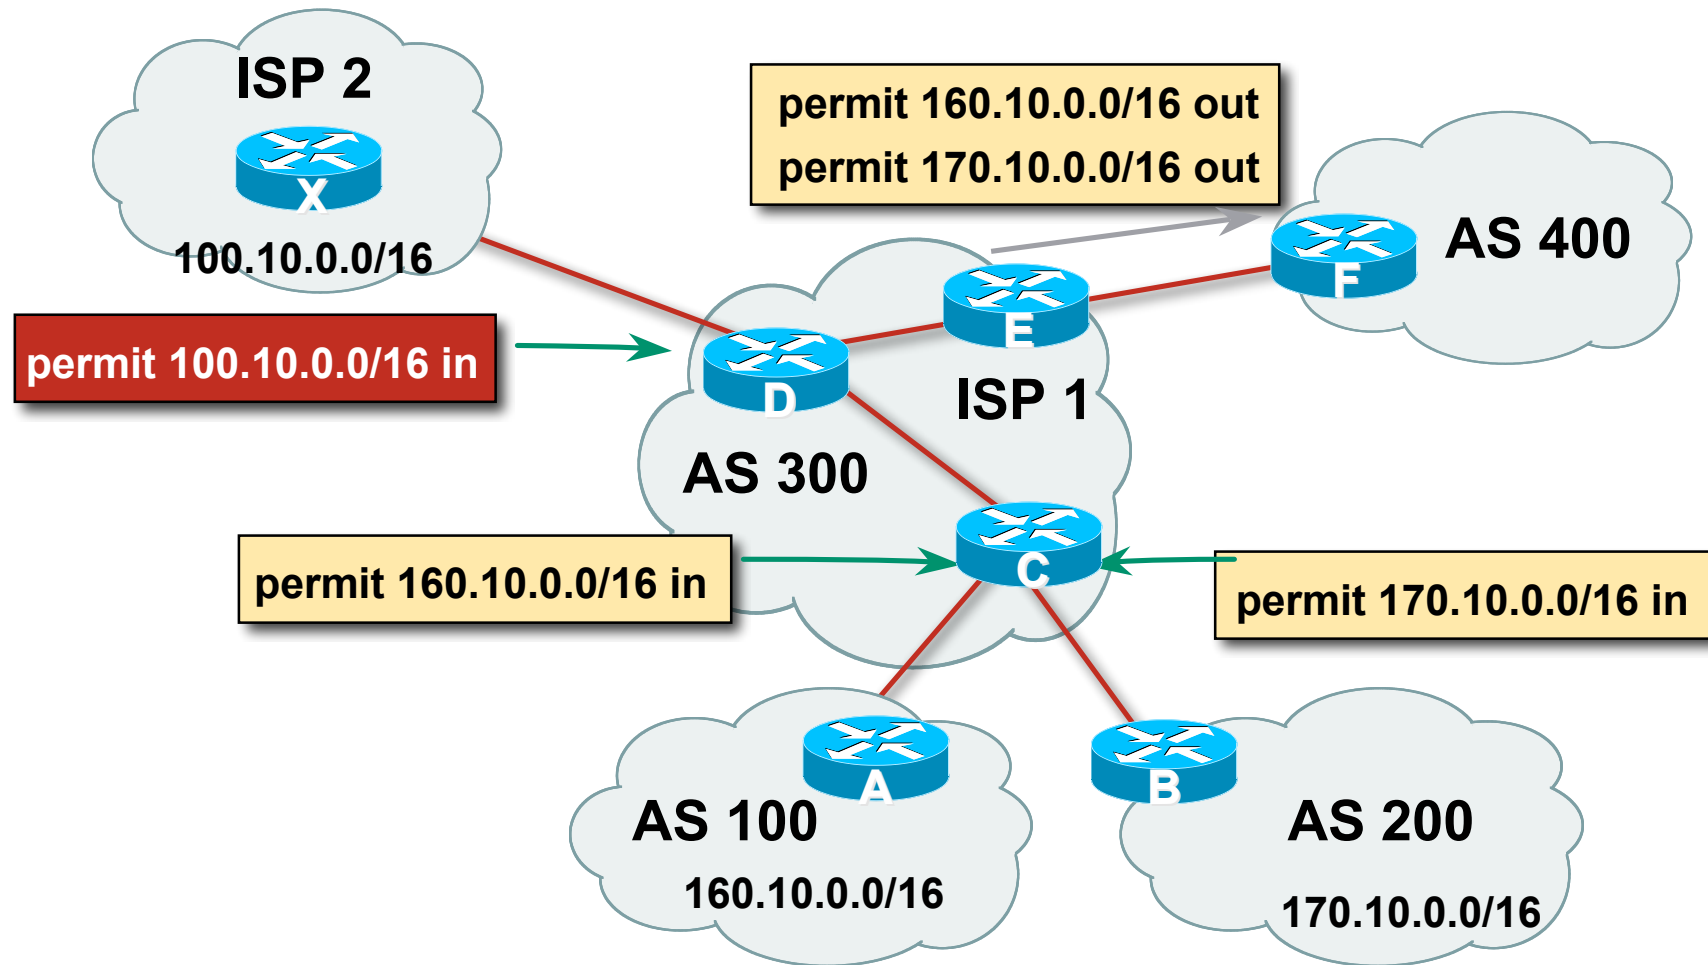 ISP 2
X
100.10.0.0/16
permit 160.10.0.0/16 out
permit 170.10.0.0/16 out
AS 400
F
E
permit 100.10.0.0/16 in
D
ISP 1
AS 300
permit 160.10.0.0/16 in
C
permit 170.10.0.0/16 in
A
AS 100
160.10.0.0/16
B
AS 200
170.10.0.0/16